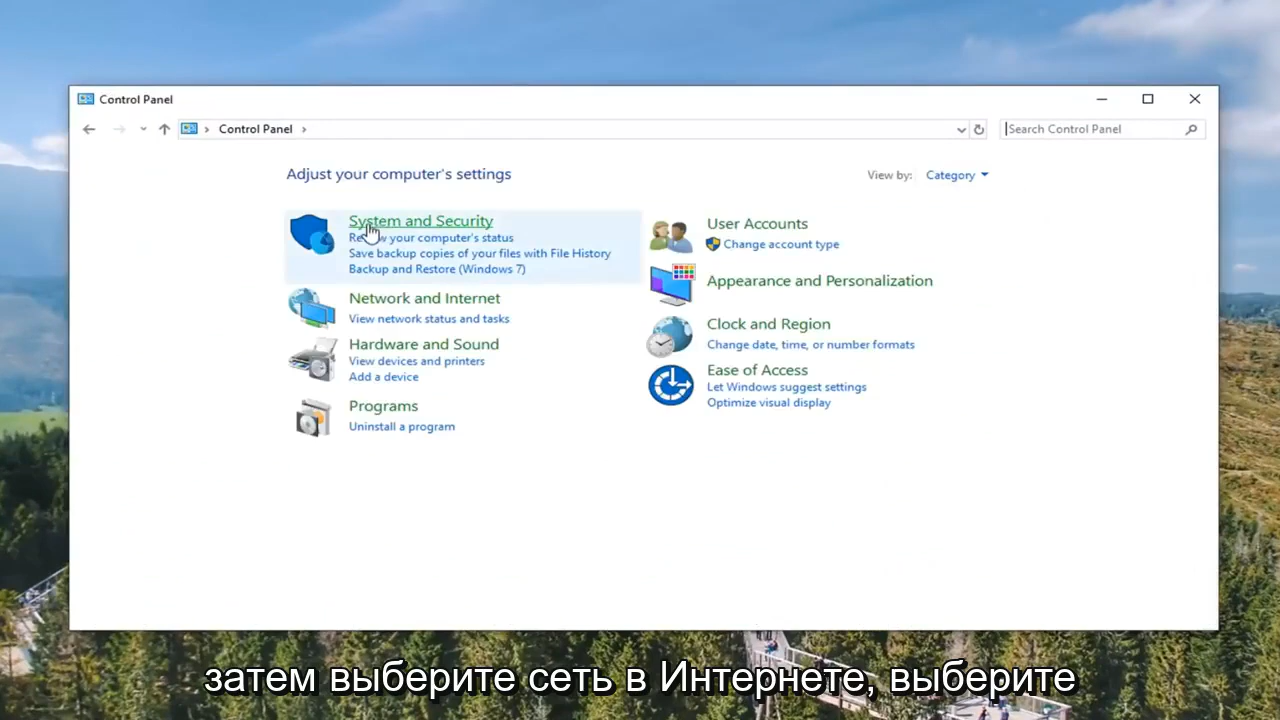 Control Panel
Control Panel
Search Control Panel
Adjust your computer's settings
View by: Category
System and Security
Review your computer's status
Save backup copies of your files with File History
Backup and Restore (Windows 7)
Network and Internet
View network status and tasks
Hardware and Sound
View devices and printers
Add a device
Programs
Uninstall a program
User Accounts
Change account type
Appearance and Personalization
Clock and Region
Change date, time, or number formats
Ease of Access
Let Windows suggest settings
Optimize visual display
затем выберите сеть в Интернете, выберите